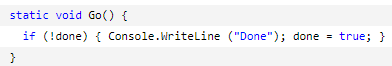 static void Go() {
  if (!done) { Console.WriteLine ("Done"); done = true; }
}